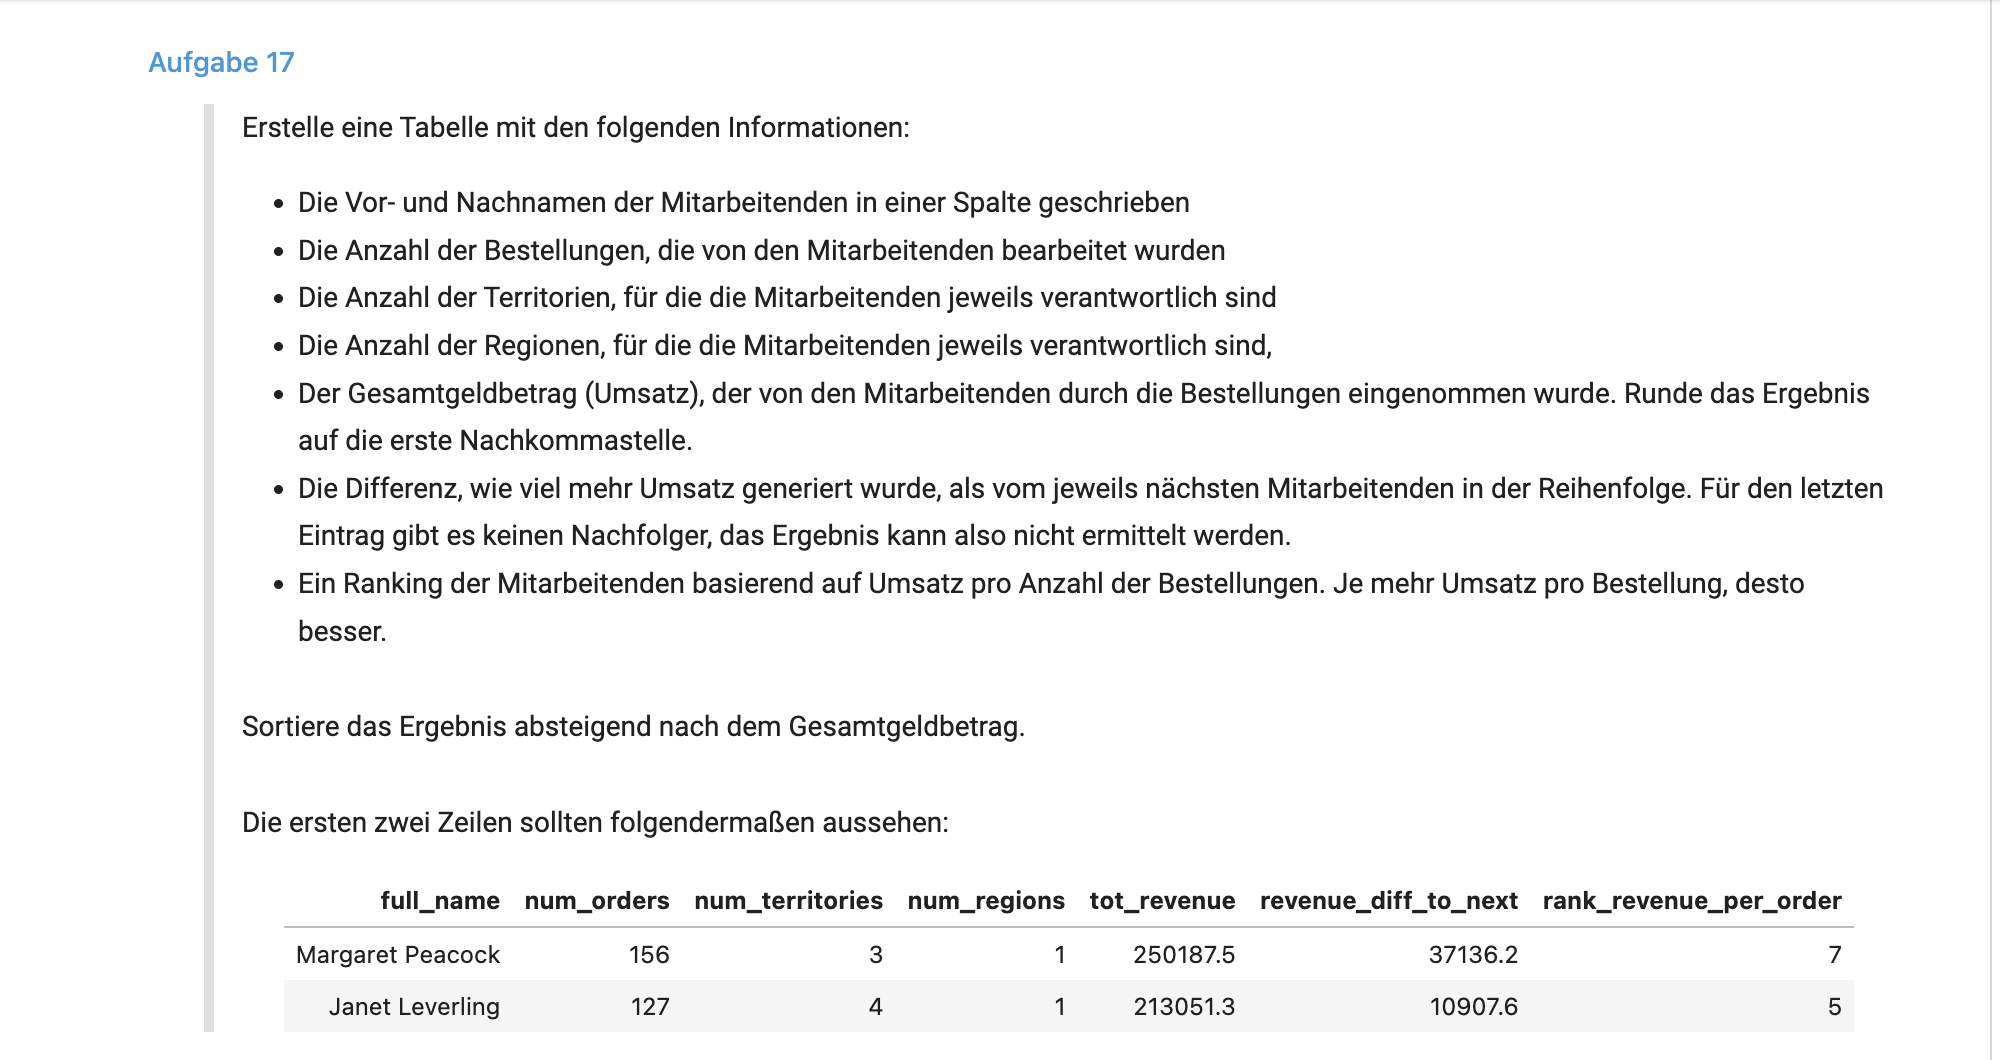 Aufgabe 17
Erstelle eine Tabelle mit den folgenden Informationen:
• Die Vor- und Nachnamen der Mitarbeitenden in einer Spalte geschrieben
• Die Anzahl der Bestellungen, die von den Mitarbeitenden bearbeitet wurden
• Die Anzahl der Territorien, für die die Mitarbeitenden jeweils verantwortlich sind
• Die Anzahl der Regionen, für die die Mitarbeitenden jeweils verantwortlich sind,
• Der Gesamtgeldbetrag (Umsatz), der von den Mitarbeitenden durch die Bestellungen eingenommen wurde. Runde das Ergebnis
auf die erste Nachkommastelle.
• Die Differenz, wie viel mehr Umsatz generiert wurde, als vom jeweils nächsten Mitarbeitenden in der Reihenfolge. Für den letzten
Eintrag gibt es keinen Nachfolger, das Ergebnis kann also nicht ermittelt werden.
• Ein Ranking der Mitarbeitenden basierend auf Umsatz pro Anzahl der Bestellungen. Je mehr Umsatz pro Bestellung, desto
besser.
Sortiere das Ergebnis absteigend nach dem Gesamtgeldbetrag.
Die ersten zwei Zeilen sollten folgendermaßen aussehen:
full_name num_orders num_territories num_regions tot_revenue revenue_diff_to_next rank_revenue_per_order
Margaret Peacock 156 3 1 250187.5 37136.2 7
Janet Leverling 127 4 1 213051.3 10907.6 5